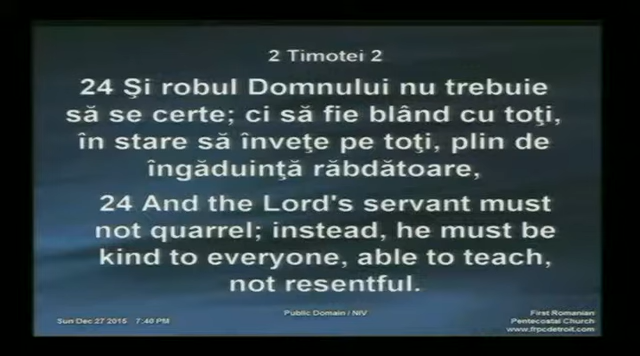 2 Timotei 2
24 Şi robul Domnului nu trebuie
să se certe; ci să fie blând cu toţi,
în stare să înveţe pe toţi, plin de
îngăduinţă răbdătoare,
24 And the Lord's servant must
not quarrel; instead, he must be
kind to everyone, able to teach,
not resentful.
Public Domain / NIV
Sun Dec 27 2015 7:40 PM
First Romanian
Pentecostal Church
www.frpcdetroit.com